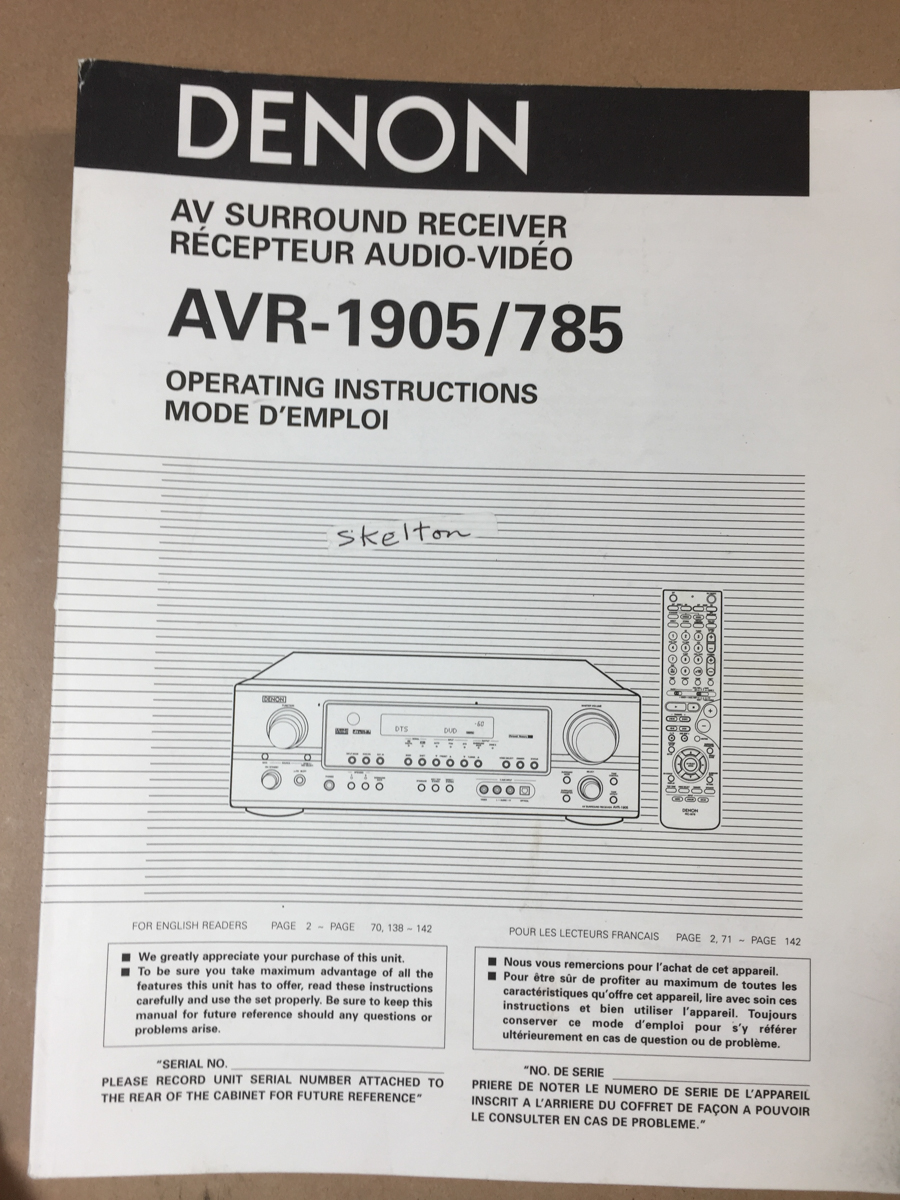 DENON
AV SURROUND RECEIVER
RÉCEPTEUR AUDIO-VIDÉO
AVR-1905/785
OPERATING INSTRUCTIONS
MODE D'EMPLOI
skelton
DENON
DTS DVD -60
DENON
FOR ENGLISH READERS PAGE 2 ~ PAGE 70, 138 ~ 142
■ We greatly appreciate your purchase of this unit.
■ To be sure you take maximum advantage of all the
features this unit has to offer, read these instructions
carefully and use the set properly. Be sure to keep this
manual for future reference should any questions or
problems arise.
"SERIAL NO.
PLEASE RECORD UNIT SERIAL NUMBER ATTACHED TO
THE REAR OF THE CABINET FOR FUTURE REFERENCE"
POUR LES LECTEURS FRANCAIS PAGE 2, 71 ~ PAGE 142
■ Nous vous remercions pour l'achat de cet appareil.
■ Pour être sûr de profiter au maximum de toutes les
caractéristiques qu'offre cet appareil, lire avec soin ces
instructions et bien utiliser l'appareil. Toujours
conserver ce mode d'emploi pour s'y référer
ultérieurement en cas de question ou de problème.
"NO. DE SERIE
PRIERE DE NOTER LE NUMERO DE SERIE DE L'APPAREIL
INSCRIT A L'ARRIERE DU COFFRET DE FAÇON A POUVOIR
LE CONSULTER EN CAS DE PROBLEME."